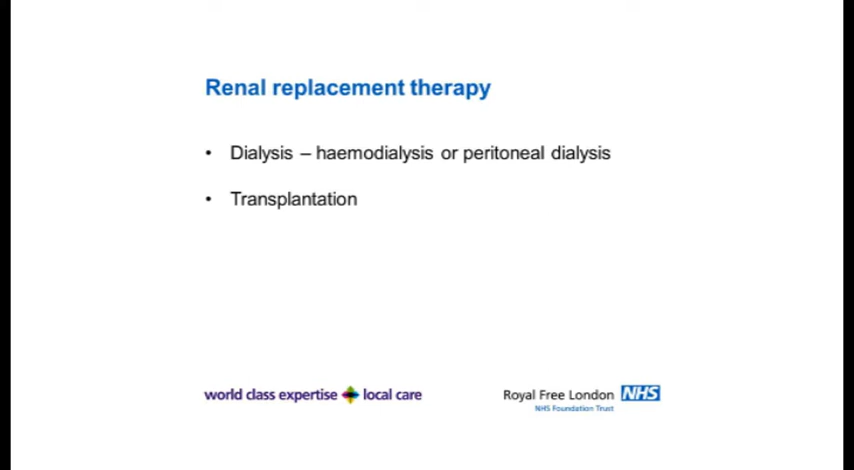 Renal replacement therapy
• Dialysis – haemodialysis or peritoneal dialysis
• Transplantation
world class expertise local care
Royal Free London NHS
NHS Foundation Trust